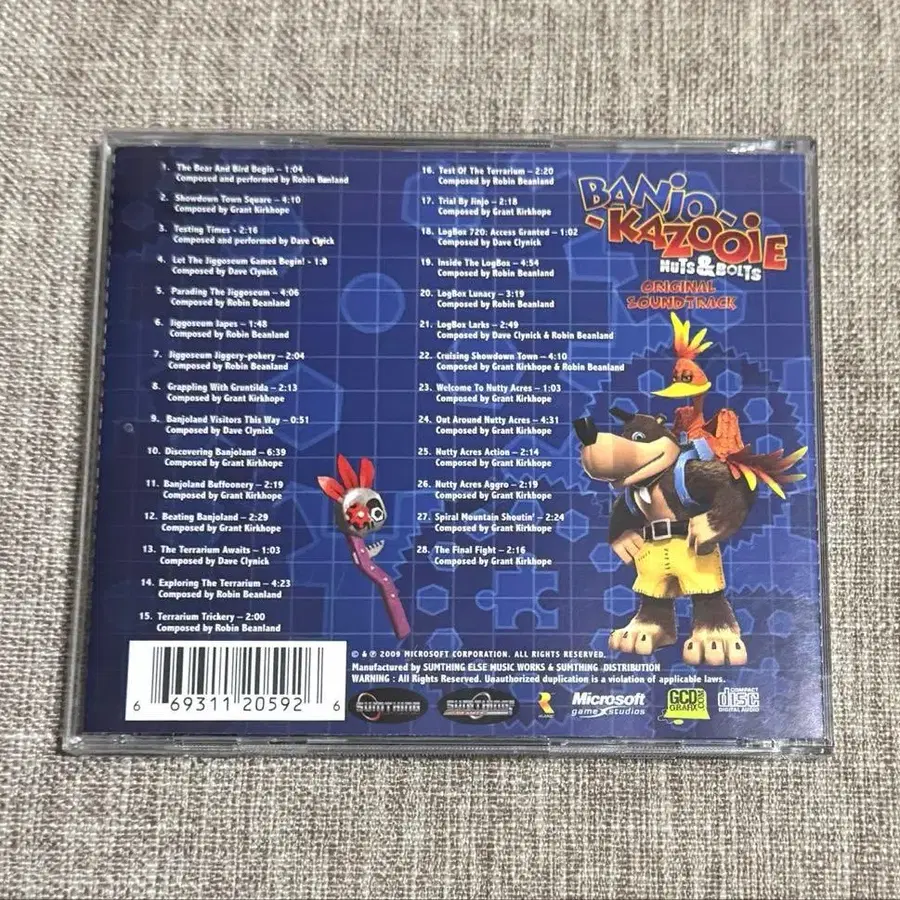 1. The Bear And Bird Begin – 1:04
Composed and performed by Robin Beanland
2. Showdown Town Square – 4:10
Composed by Grant Kirkhope
3. Testing Times - 2:16
Composed and performed by Dave Clynick
4. Let The Jiggoseum Games Begin! -
Composed by Dave Clynick
5. Parading The Jiggoseum – 4:06
Composed by Robin Beanland
6. Jiggoseum Japes – 1:48
Composed by Robin Beanland
7. Jiggoseum Jiggery-pokery – 2:04
Composed by Robin Beanland
8. Grappling With Gruntilda – 2:13
Composed by Grant Kirkhope
9. Banjoland Visitors This Way – 0:51
Composed by Dave Clynick
10. Discovering Banjoland – 6:39
Composed by Grant Kirkhope
11. Banjoland Buffoonery – 2:19
Composed by Grant Kirkhope
12. Beating Banjoland – 2:29
Composed by Grant Kirkhope
13. The Terrarium Awaits – 1:03
Composed by Dave Clynick
14. Exploring The Terrarium – 4:23
Composed by Robin Beanland
15. Terrarium Trickery – 2:00
Composed by Robin Beanland
16. Test Of The Terrarium – 2:20
Composed by Robin Beanland
17. Trial By Jinjo – 2:18
Composed by Grant Kirkhope
18. LogBox 720: Access Granted – 1:02
Composed by Dave Clynick
19. Inside The LogBox – 4:54
Composed by Robin Beanland
20. LogBox Lunacy – 3:19
Composed by Robin Beanland
21. LogBox Larks – 2:49
Composed by Dave Clynick & Robin Beanland
22. Cruising Showdown Town – 4:10
Composed by Grant Kirkhope & Robin Beanland
23. Welcome To Nutty Acres – 1:03
Composed by Grant Kirkhope
24. Out Around Nutty Acres – 4:31
Composed by Grant Kirkhope
25. Nutty Acres Action – 2:14
Composed by Grant Kirkhope
26. Nutty Acres Aggro – 2:19
Composed by Grant Kirkhope
27. Spiral Mountain Shoutin' – 2:24
Composed by Grant Kirkhope
28. The Final Fight – 2:16
Composed by Grant Kirkhope
BANJO-
-KAZOOIE
NUTS & BOLTS
ORIGINAL
SOUNDTRACK
© & ℗ 2009 MICROSOFT CORPORATION. ALL RIGHTS RESERVED.
Manufactured by SUMTHING ELSE MUSIC WORKS & SUMTHING DISTRIBUTION
WARNING : All Rights Reserved. Unauthorized duplication is a violation of applicable laws.
6 69311 20592 6
SUMTHING
SUMTHING
Microsoft
game studios
GCD
GRAFIX.COM
COMPACT
disc
DIGITAL AUDIO